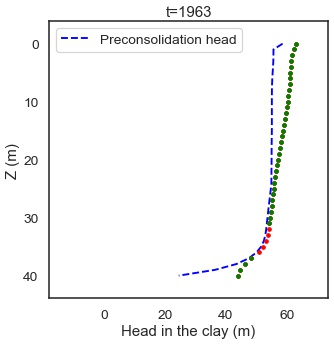 t=1963
Preconsolidation head
0
10
20
30
40
Z (m)
0 20 40 60
Head in the clay (m)